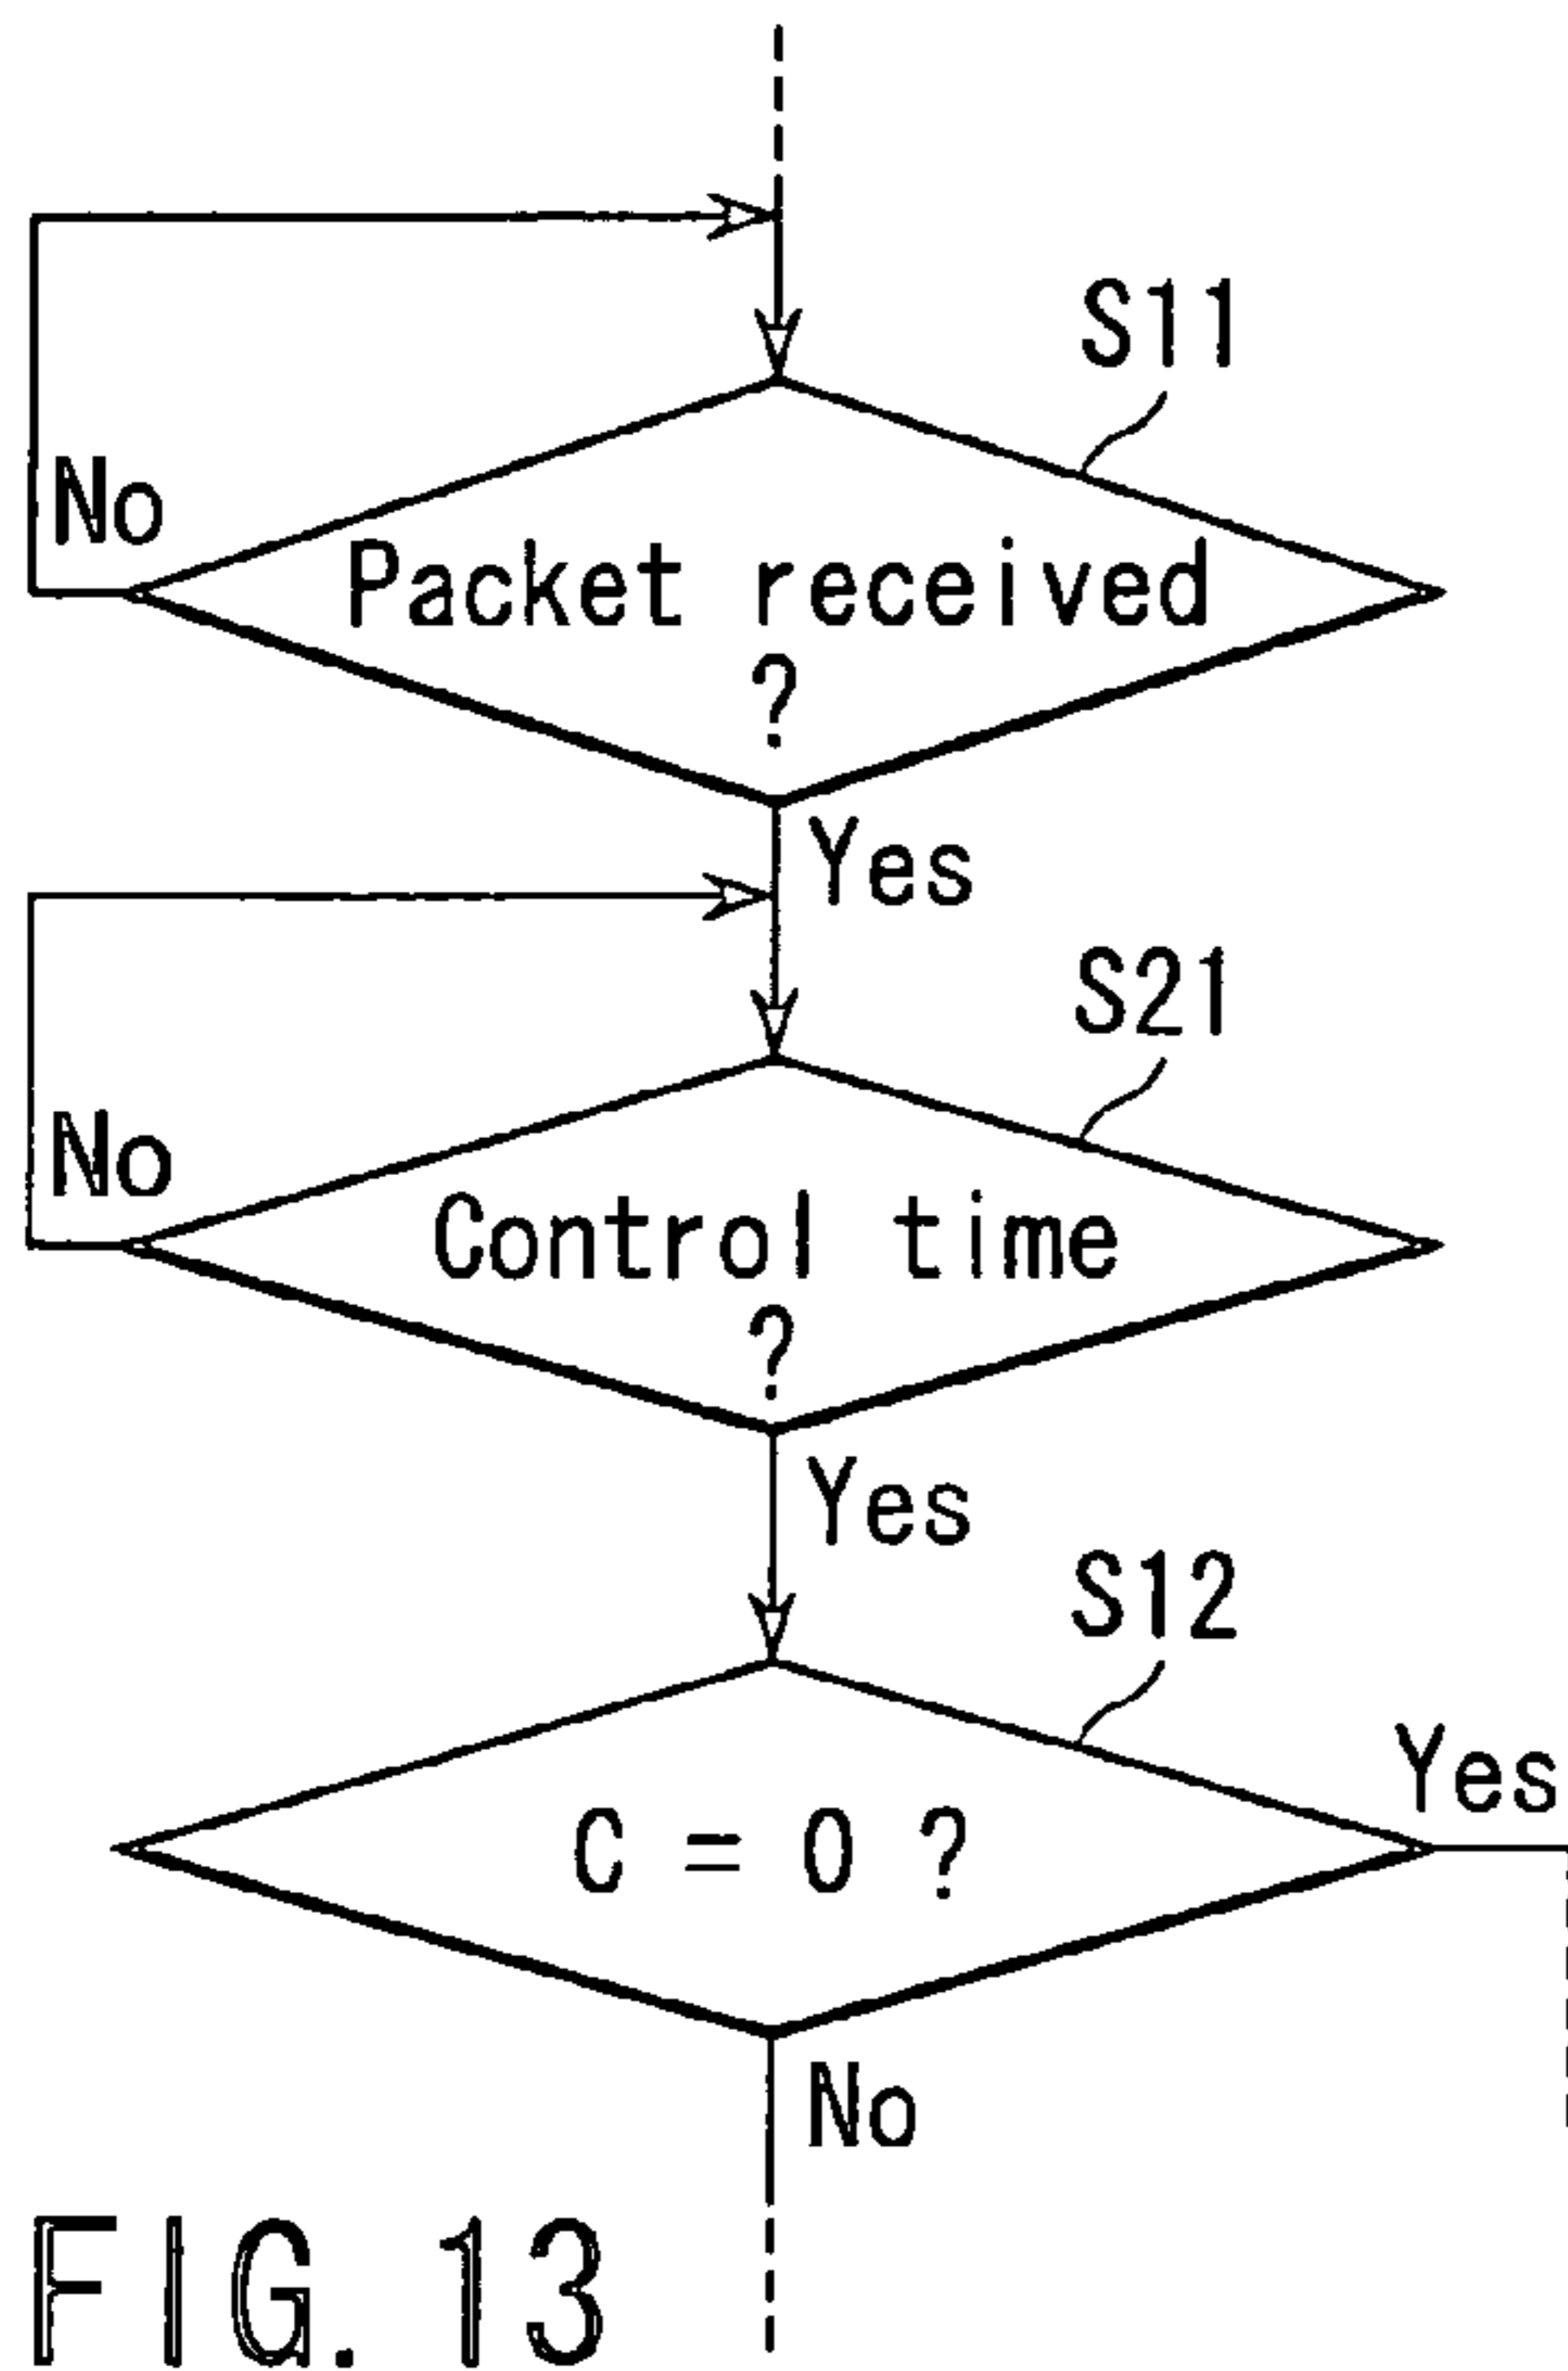 S11
No
Packet received
?
Yes
S21
No
Control time
?
Yes
S12
Yes
C = 0 ?
No
FIG. 13